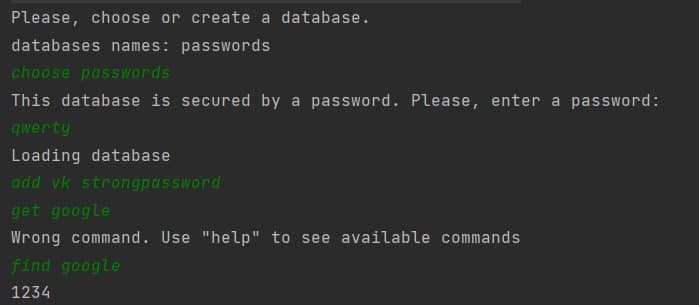 Please, choose or create a database.
databases names: passwords
choose passwords
This database is secured by a password. Please, enter a password:
qwerty
Loading database
add vk strongpassword
get google
Wrong command. Use "help" to see available commands
find google
1234